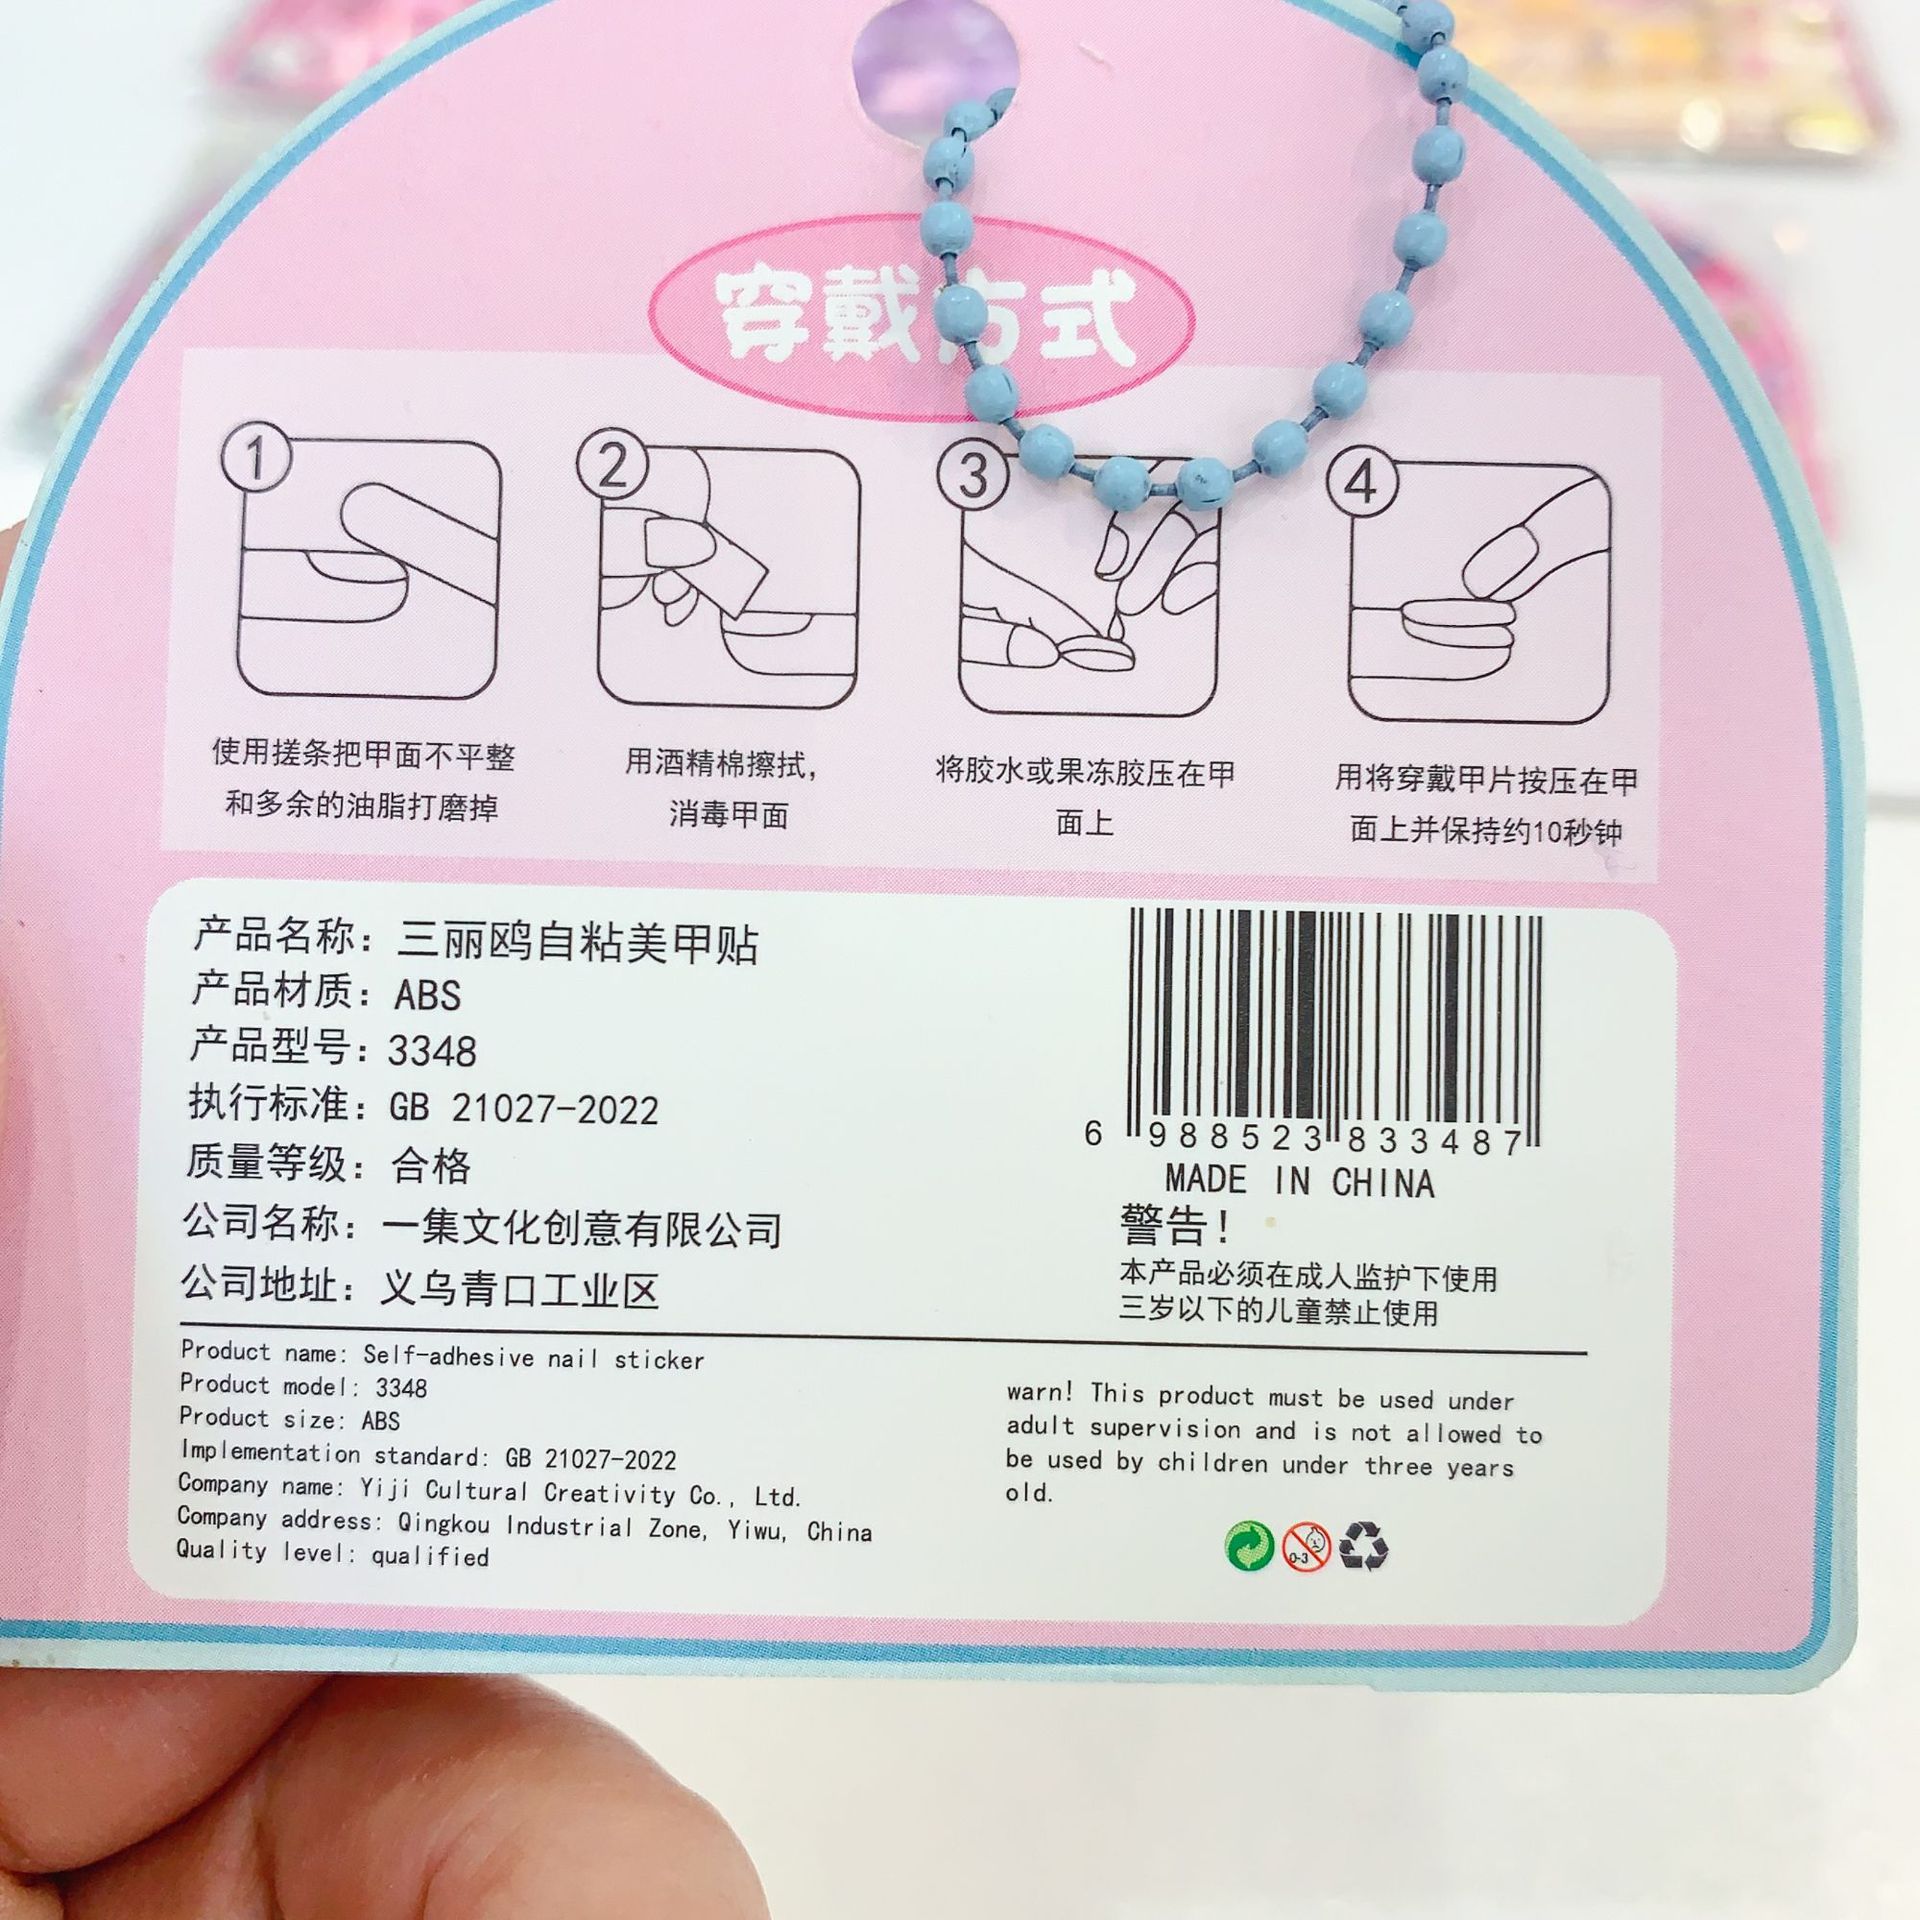 穿戴方式
1
2
3
4
使用搓条把甲面不平整
和多余的油脂打磨掉
用酒精棉擦拭，
消毒甲面
将胶水或果冻胶压在甲
面上
用将穿戴甲片按压在甲
面上并保持约10秒钟
产品名称：三丽鸥自粘美甲贴
产品材质：ABS
产品型号：3348
执行标准：GB 21027-2022
质量等级：合格
公司名称：一集文化创意有限公司
公司地址：义乌青口工业区
6 988523 833487
MADE IN CHINA
警告！
本产品必须在成人监护下使用
三岁以下的儿童禁止使用
Product name: Self-adhesive nail sticker
Product model: 3348
Product size: ABS
Implementation standard: GB 21027-2022
Company name: Yiji Cultural Creativity Co., Ltd.
Company address: Qingkou Industrial Zone, Yiwu, China
Quality level: qualified
warn! This product must be used under
adult supervision and is not allowed to
be used by children under three years
old.
0-3